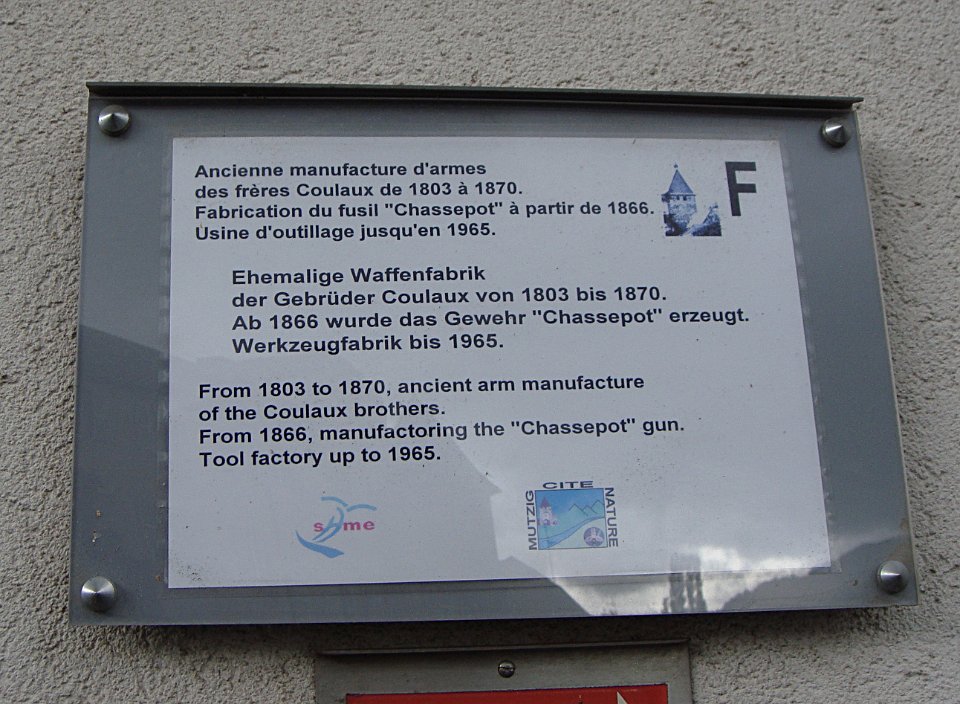 Ancienne manufacture d'armes
des frères Coulaux de 1803 à 1870.
Fabrication du fusil "Chassepot" à partir de 1866.
Usine d'outillage jusqu'en 1965.
F
Ehemalige Waffenfabrik
der Gebrüder Coulaux von 1803 bis 1870.
Ab 1866 wurde das Gewehr "Chassepot" erzeugt.
Werkzeugfabrik bis 1965.
From 1803 to 1870, ancient arm manufacture
of the Coulaux brothers.
From 1866, manufactoring the "Chassepot" gun.
Tool factory up to 1965.
same
MUTZIG
CITE
NATURE